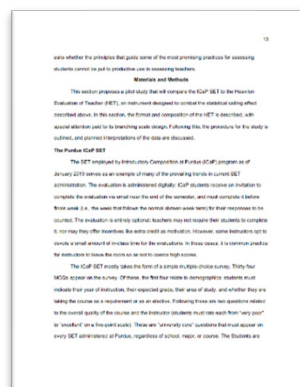 13
asks whether the principles that guide some of the most promising practices for assessing
students cannot be put to productive use in assessing teachers.
Materials and Methods
This section proposes a pilot study that will compare the ICaP SET to the Heavilon
Evaluation of Teacher (HET), an instrument designed to combat the statistical ceiling effect
described above. In this section, the format and composition of the HET is described, with
special attention paid to its branching scale design. Following this, the procedure for the study is
outlined, and planned interpretations of the data are discussed.
The Purdue ICaP SET
The SET employed by Introductory Composition at Purdue (ICaP) program as of
January 2019 serves as an example of many of the prevailing trends in current SET
administration. The evaluation is administered digitally: ICaP students receive an invitation to
complete the evaluation via email near the end of the semester, and must complete it before
finals week (i.e., the week that follows the normal sixteen-week term) for their responses to be
counted. The evaluation is entirely optional: teachers may not require their students to complete
it, nor may they offer incentives like extra credit as motivation. However, some instructors opt to
devote a small amount of in-class time for the evaluations. In these cases, it is common practice
for instructors to leave the room so as not to coerce high scores.
The ICaP SET mostly takes the form of a simple multiple-choice survey. Thirty-four
MCQs appear on the survey. Of these, the first four relate to demographics: students must
indicate their year of instruction, their expected grade, their area of study, and whether they are
taking the course as a requirement or as an elective. Following these are two questions related
to the overall quality of the course and the instructor (students must rate each from "very poor"
to "excellent" on a five-point scale). These are "university core" questions that must appear on
every SET administered at Purdue, regardless of school, major, or course. The Students are